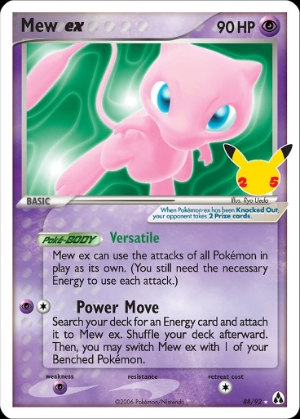 Mew ex 90 HP
BASIC
Illus. Ryo Ueda
25
When Pokémon-ex has been Knocked Out,
your opponent takes 2 Prize cards.
Poké-BODY Versatile
Mew ex can use the attacks of all Pokémon in
play as its own. (You still need the necessary
Energy to use each attack.)
Power Move
Search your deck for an Energy card and attach
it to Mew ex. Shuffle your deck afterward.
Then, you may switch Mew ex with 1 of your
Benched Pokémon.
weakness resistance retreat cost
©2006 Pokémon/Nintendo 88/92